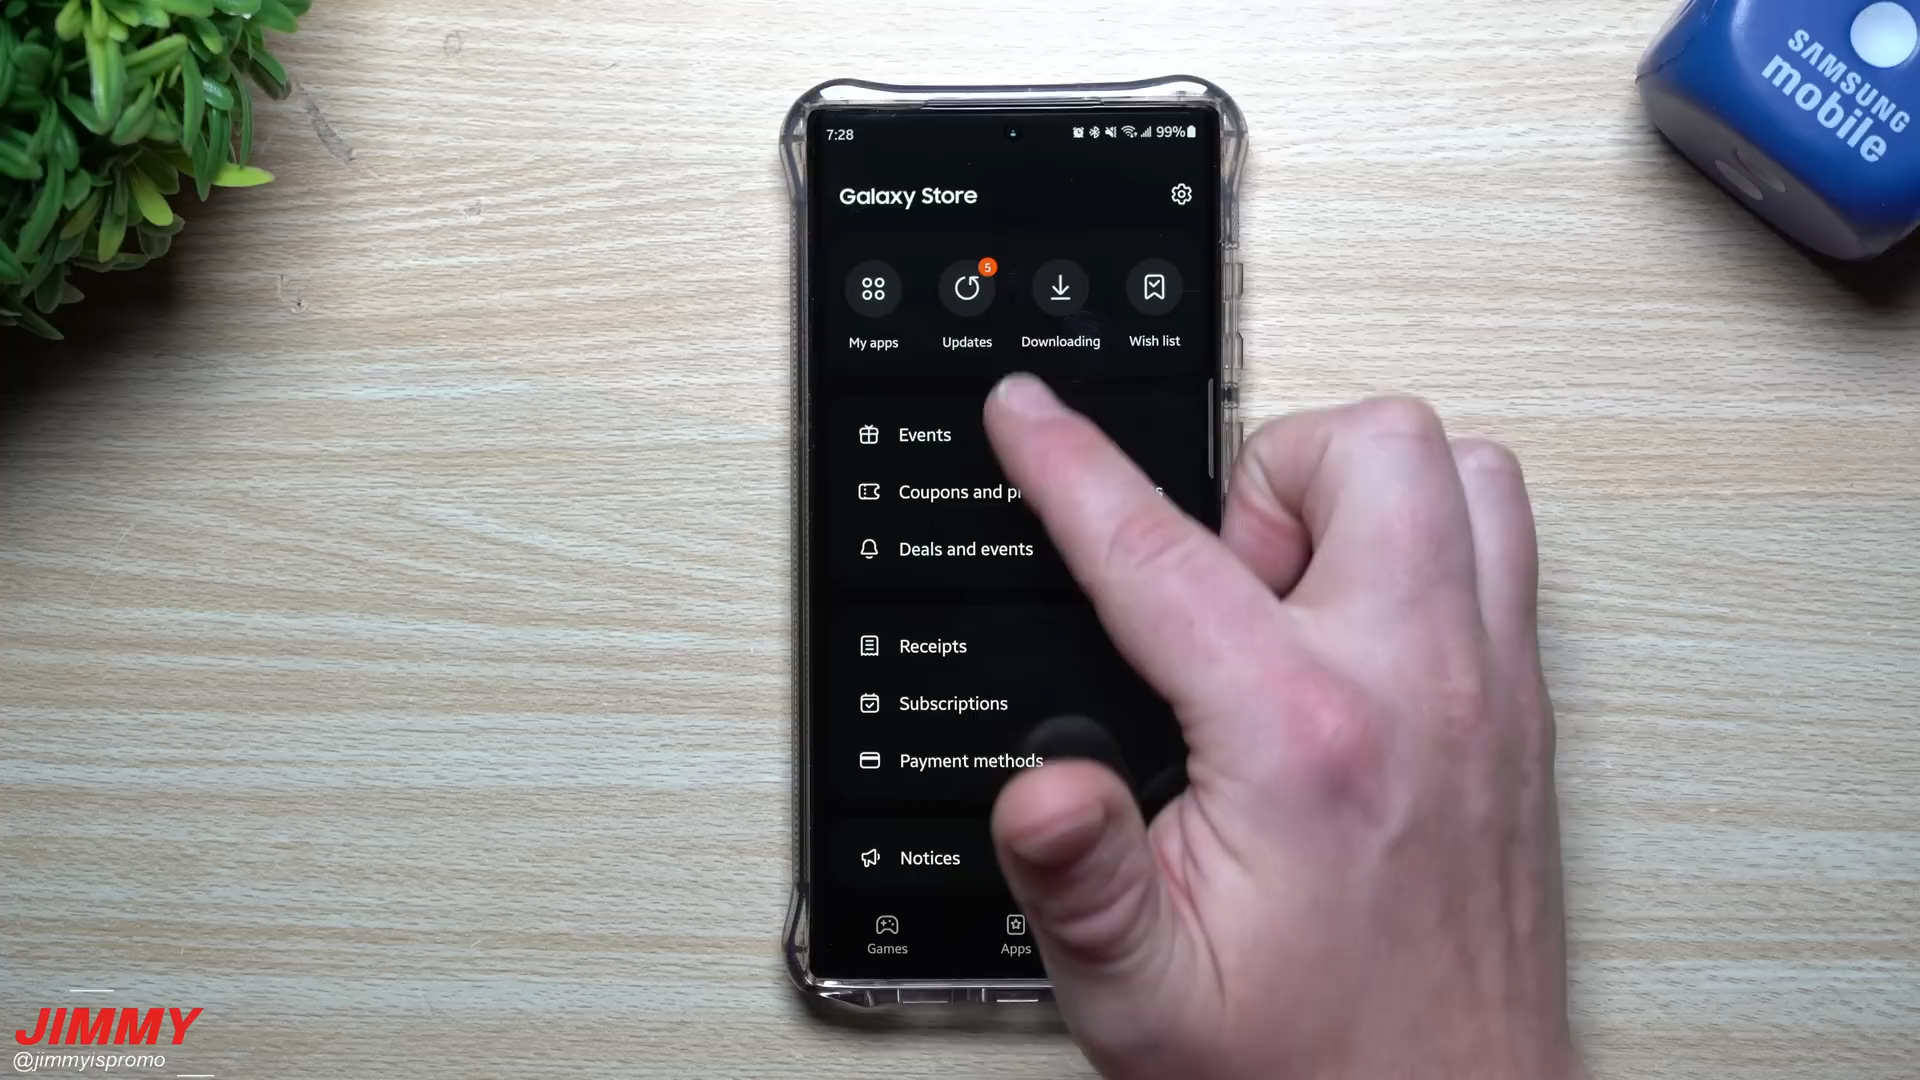 SAMSUNG
mobile
7:28
99%
Galaxy Store
5
My apps
Updates
Downloading
Wish list
Events
Coupons and
Deals and events
Receipts
Subscriptions
Payment methods
Notices
Games
Apps
JIMMY
@jimmyispromo